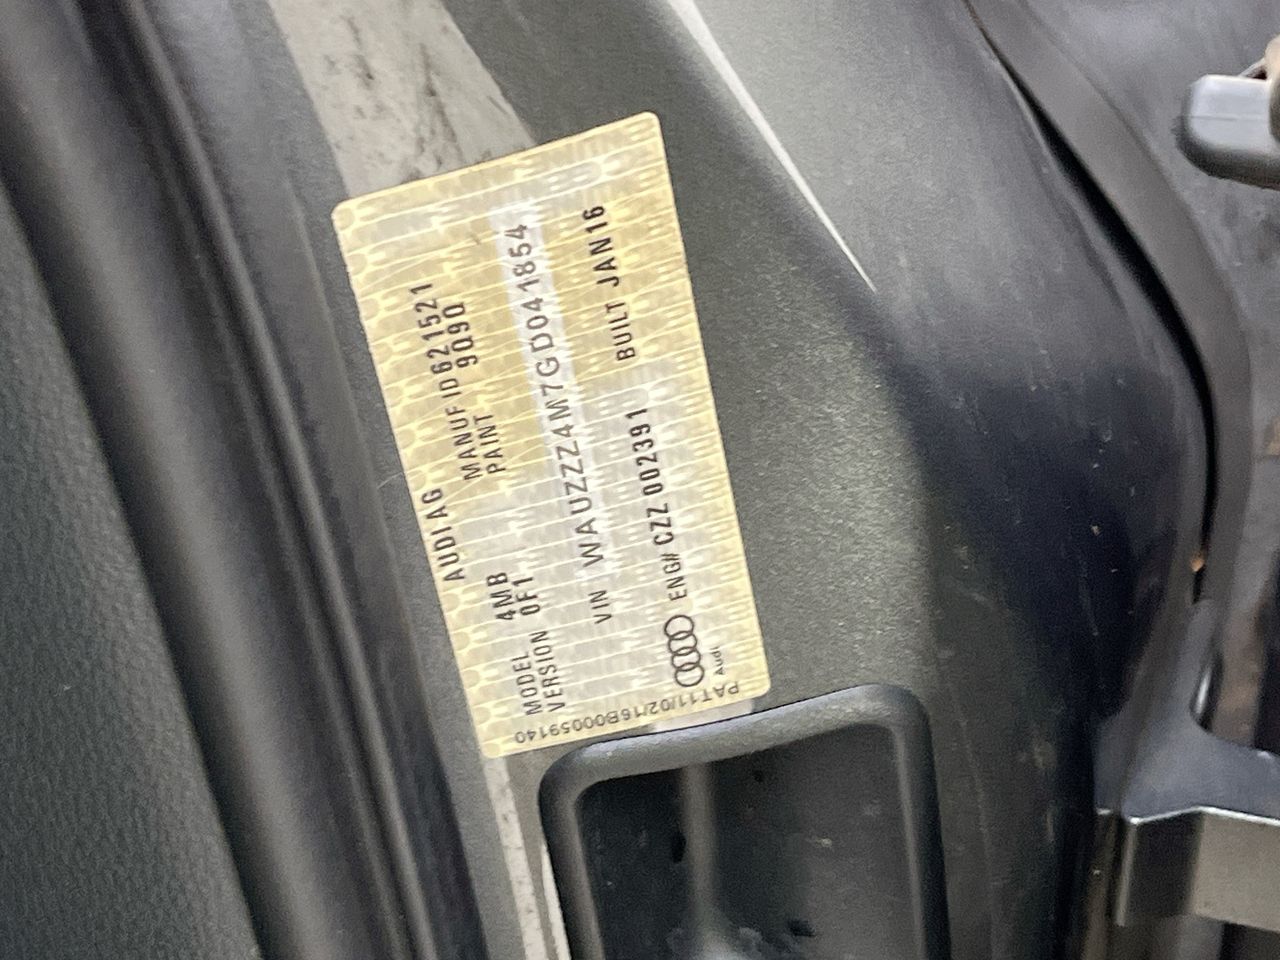 AUDI AG
MANUF ID 621521
MODEL 4MB PAINT 9090
VERSION 0F1
VIN WAUZZZ4M7GD041854
ENG# CZZ 002391 BUILT JAN16
Audi
PAT11/02/16B00059140